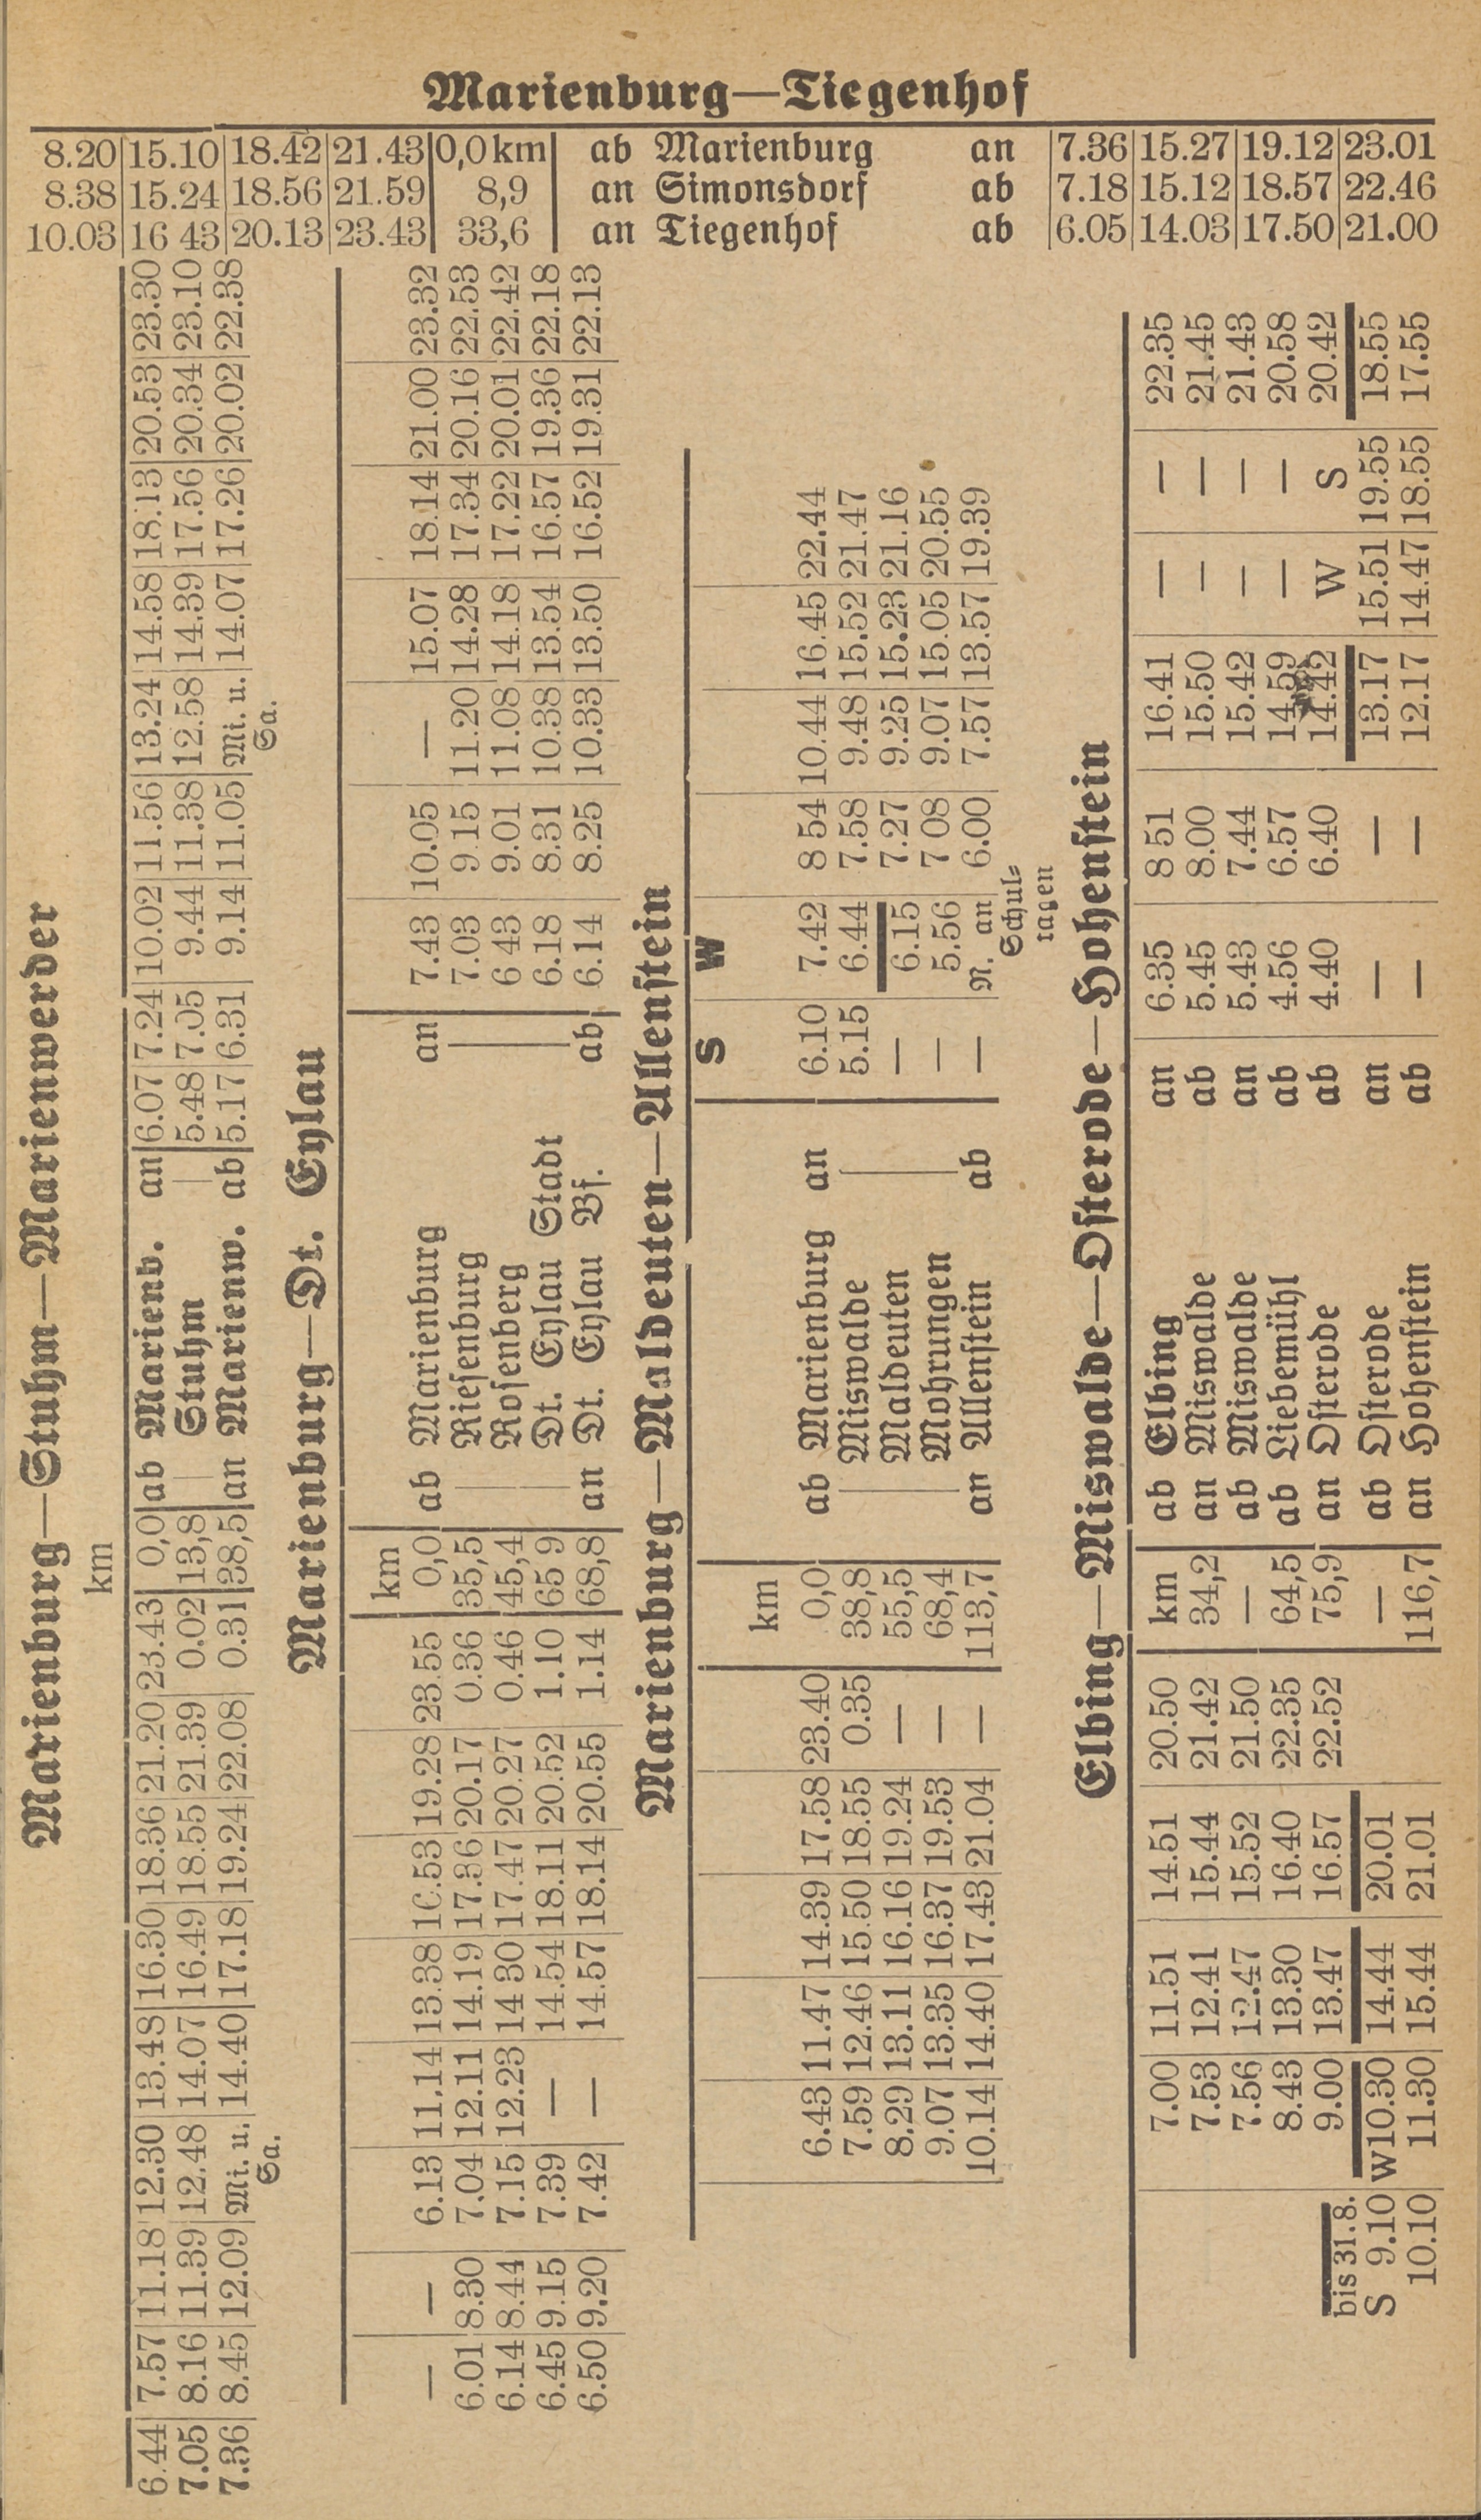 Marienburg—Tiegenhof
8.20 15.10 18.42 21.43 0,0 km ab Marienburg an 7.36 15.27 19.12 23.01
8.38 15.24 18.56 21.59 8,9 an Simonsdorf ab 7.18 15.12 18.57 22.46
10.03 16 43 20.13 23.43 33,6 an Tiegenhof ab 6.05 14.03 17.50 21.00
Marienburg—Stuhm—Marienwerder
km
6.44 7.57 11.18 12.30 13.48 16.30 18.36 21.20 23.43 0,0 ab Marienb. an 6.07 7.24 10.02 11.56 13.24 14.58 18.13 20.53 23.30
7.05 8.16 11.39 12.48 14.07 16.49 18.55 21.39 0.02 13,8 Stuhm 5.48 7.05 9.44 11.38 12.58 14.39 17.56 20.34 23.10
7.36 8.45 12.09 Mi. u. 14.40 17.18 19.24 22.08 0.31 38,5 an Marienw. ab 5.17 6.31 9.14 11.05 Mi. u. 14.07 17.26 20.02 22.38
Sa. Sa.
Marienburg—Dt. Eylau
km
— — 6.13 11.14 13.38 16.53 19.28 23.55 0,0 ab Marienburg an 7.43 10.05 — 15.07 18.14 21.00 23.32
6.01 8.30 7.04 12.11 14.19 17.36 20.17 0.36 35,5 Riesenburg 7.03 9.15 11.20 14.28 17.34 20.16 22.53
6.14 8.44 7.15 12.23 14 30 17.47 20.27 0.46 45,4 Rosenberg 6 43 9.01 11.08 14.18 17.22 20.01 22.42
6.45 9.15 7.39 — 14.54 18.11 20.52 1.10 65 9 Dt. Eylau Stadt 6.18 8.31 10.38 13.54 16.57 19.36 22.18
6.50 9.20 7.42 — 14.57 18.14 20.55 1.14 68,8 an Dt. Eylau Bf. ab 6.14 8.25 10.33 13.50 16.52 19.31 22.13
Marienburg—Maldeuten—Allenstein
S W
km
6.43 11.47 14.39 17.58 23.40 0,0 ab Marienburg an 6.10 7.42 8 54 10.44 16.45 22.44
7.59 12.46 15.50 18.55 0.35 38,8 Miswalde 5.15 6.44 7.58 9.48 15.52 21.47
8.29 13.11 16.16 19.24 — 55,5 Maldeuten — 6.15 7.27 9.25 15.23 21.16
9.07 13.35 16.37 19.53 — 68,4 Mohrungen — 5.56 7 08 9.07 15.05 20.55
10.14 14.40 17.43 21.04 — 113,7 an Allenstein ab — N. an 6.00 7.57 13.57 19.39
Schul-
tagen
Elbing—Miswalde—Osterode—Hohenstein
7.00 11.51 14.51 20.50 km ab Elbing an 6.35 8 51 16.41 — — 22.35
7.53 12.41 15.44 21.42 34,2 an Miswalde ab 5.45 8.00 15.50 — — 21.45
7.56 12.47 15.52 21.50 — ab Miswalde an 5.43 7.44 15.42 — — 21.43
8.43 13.30 16.40 22.35 64,5 ab Liebemühl ab 4.56 6.57 14.59 — — 20.58
9.00 13.47 16.57 22.52 75,9 an Osterode ab 4.40 6.40 14.42 W S 20.42
bis 31. 8.
S 9.10 W10.30 14.44 20.01 — ab Osterode an — — 13.17 15.51 19.55 18.55
10.10 11.30 15.44 21.01 116,7 an Hohenstein ab — — 12.17 14.47 18.55 17.55